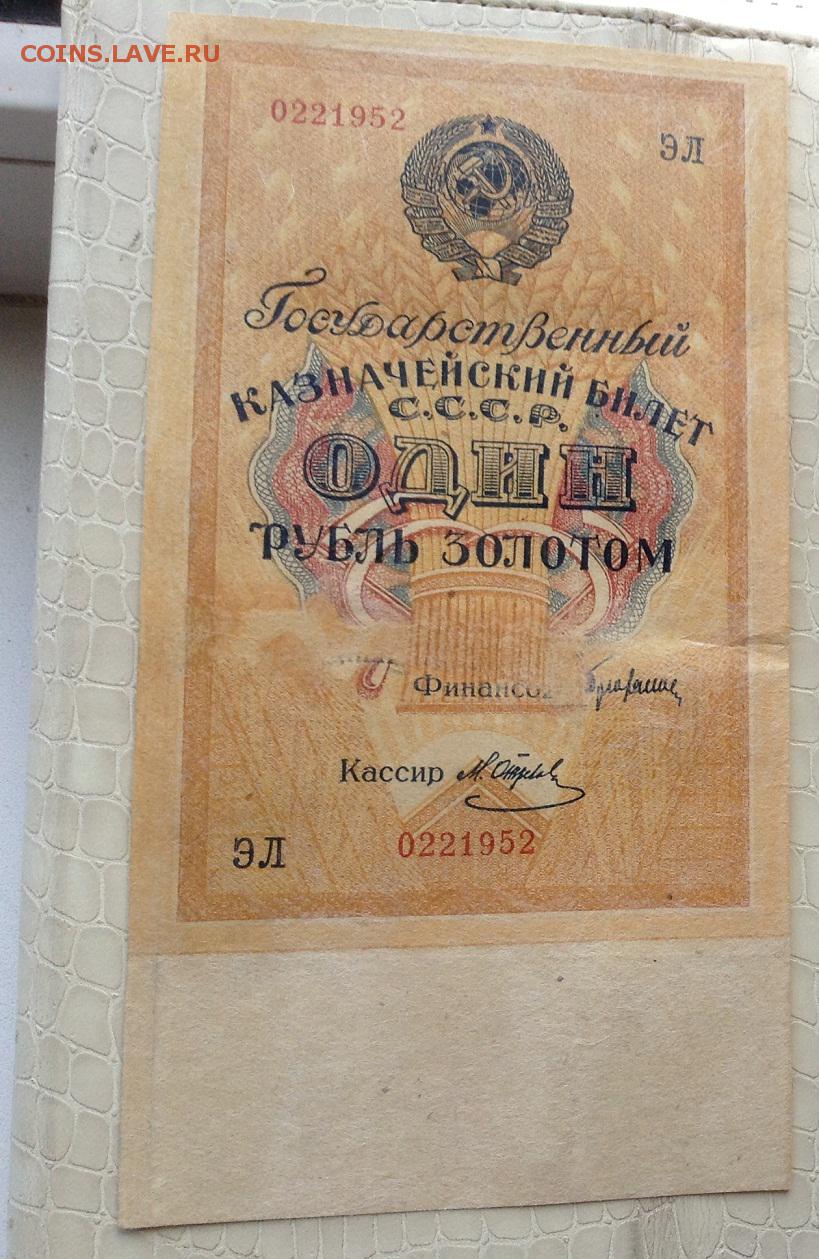 COINS.LAVE.RU
0221952
ЭЛ
Государственный
КАЗНАЧЕЙСКИЙ БИЛЕТ
С.С.С.Р.
ОДИН
РУБЛЬ ЗОЛОТОМ
Кассир
ЭЛ 0221952